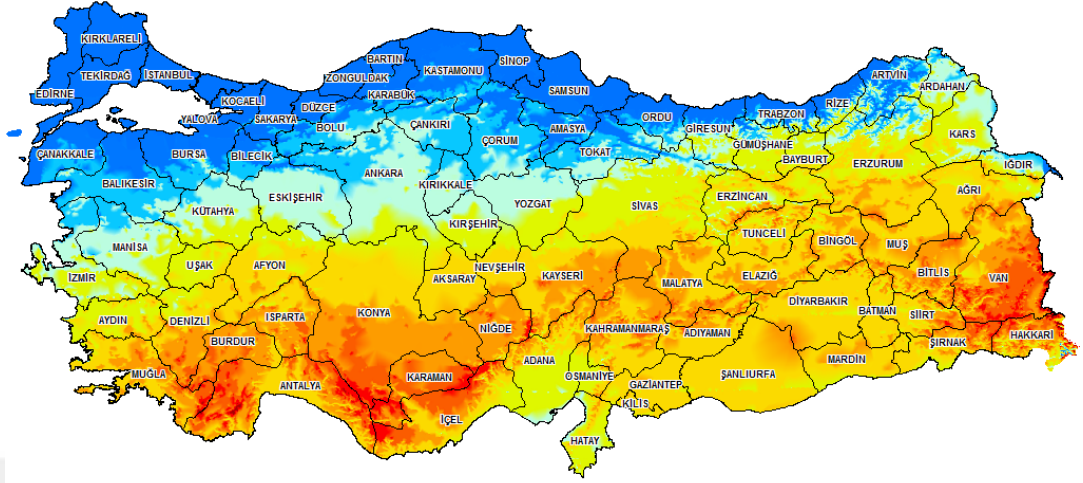 KIRKLARELİ
TEKİRDAĞ
İSTANBUL
EDİRNE
KOCAELİ
YALOVA
SAKARYA
DÜZCE
BOLU
ZONGULDAK
BARTIN
KARABÜK
KASTAMONU
SİNOP
SAMSUN
ÇANKIRI
ÇORUM
AMASYA
TOKAT
ORDU
GİRESUN
TRABZON
RİZE
ARTVİN
ARDAHAN
KARS
GÜMÜŞHANE
BAYBURT
ERZURUM
IĞDIR
AĞRI
ÇANAKKALE
BURSA
BİLECİK
BALIKESİR
KÜTAHYA
ESKİŞEHİR
ANKARA
KIRIKKALE
YOZGAT
KIRŞEHİR
SİVAS
ERZİNCAN
TUNCELİ
BİNGÖL
MUŞ
BİTLİS
VAN
MANİSA
İZMİR
UŞAK
AFYON
AKSARAY
NEVŞEHİR
KAYSERİ
MALATYA
ELAZIĞ
DİYARBAKIR
BATMAN
SİİRT
ŞIRNAK
HAKKARİ
AYDIN
DENİZLİ
ISPARTA
BURDUR
KONYA
NİĞDE
KAHRAMANMARAŞ
ADIYAMAN
MARDİN
MUĞLA
ANTALYA
KARAMAN
İÇEL
ADANA
OSMANİYE
GAZİANTEP
KİLİS
ŞANLIURFA
HATAY